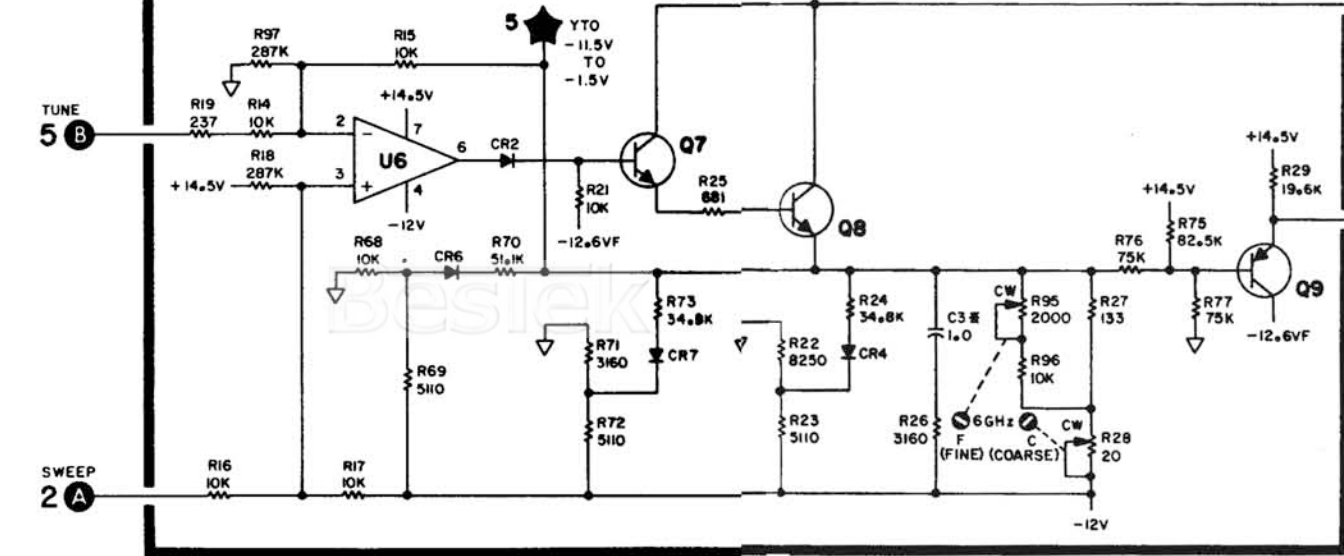 5 YTO
-11.5V
TO
-1.5V
R97
287K
R15
10K
+14.5V
TUNE
5 B
R19
237
R14
10K
2
-
7
U6
6
CR2
Q7
R18
287K
+14.5V
3
+
4
-12V
R21
10K
-12.6VF
R25
681
Q8
+14.5V
R29
19.6K
+14.5V
R75
82.5K
R76
75K
Q9
R77
75K
-12.6VF
R68
10K
CR6
R70
51.1K
Bestek
R73
34.8K
R24
34.8K
C3※
1.0
CW
R95
2000
R27
133
R71
3160
CR7
R22
8250
CR4
R96
10K
R69
5110
R72
5110
R23
5110
R26
3160
6GHz
F
(FINE)
C
(COARSE)
CW
R28
20
SWEEP
2 A
R16
10K
R17
10K
-12V